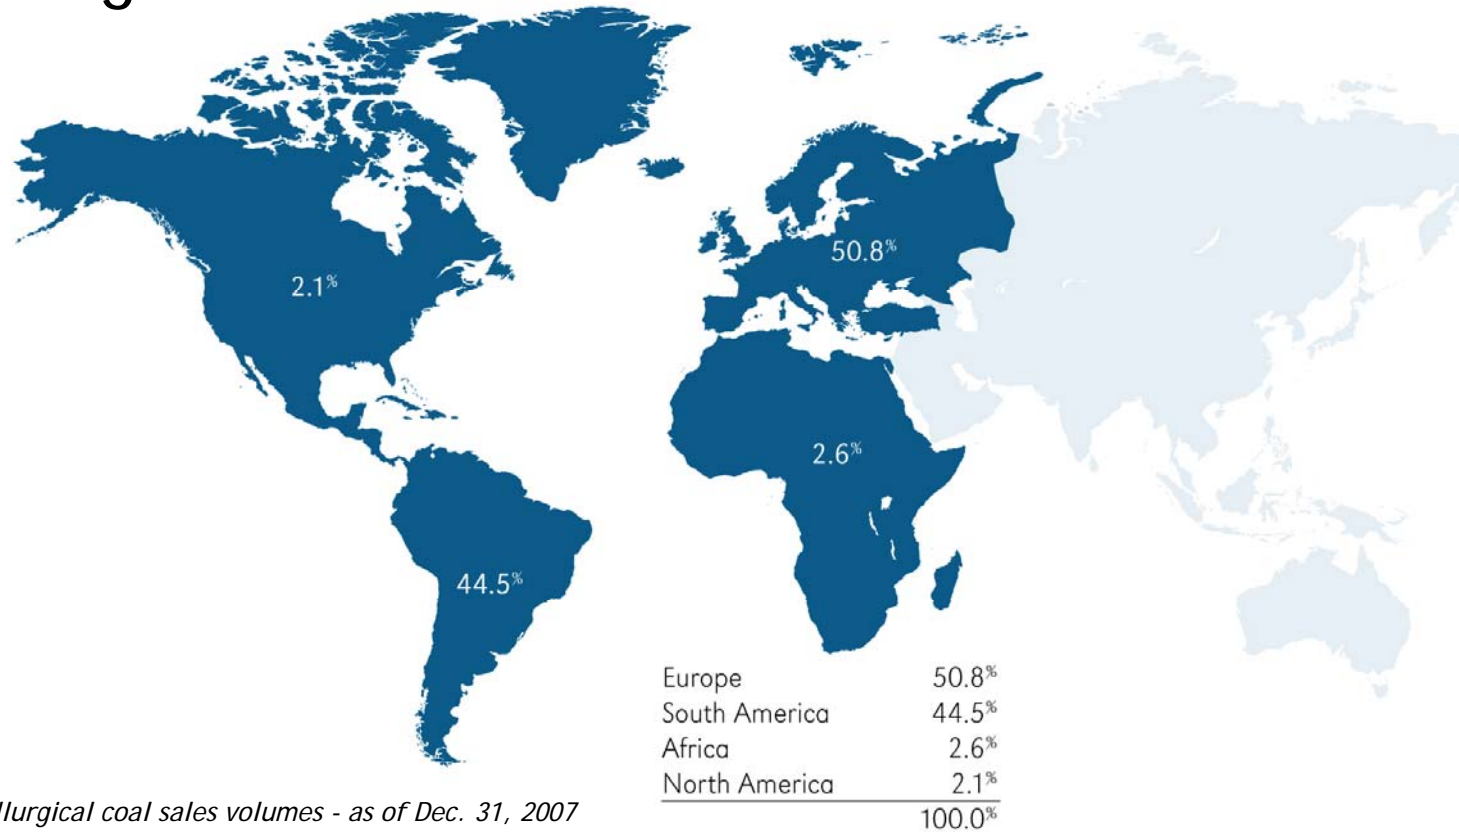 2.1%
50.8%
2.6%
44.5%
Europe 50.8%
South America 44.5%
Africa 2.6%
North America 2.1%
100.0%
coal sales volumes - as of Dec. 31, 2007